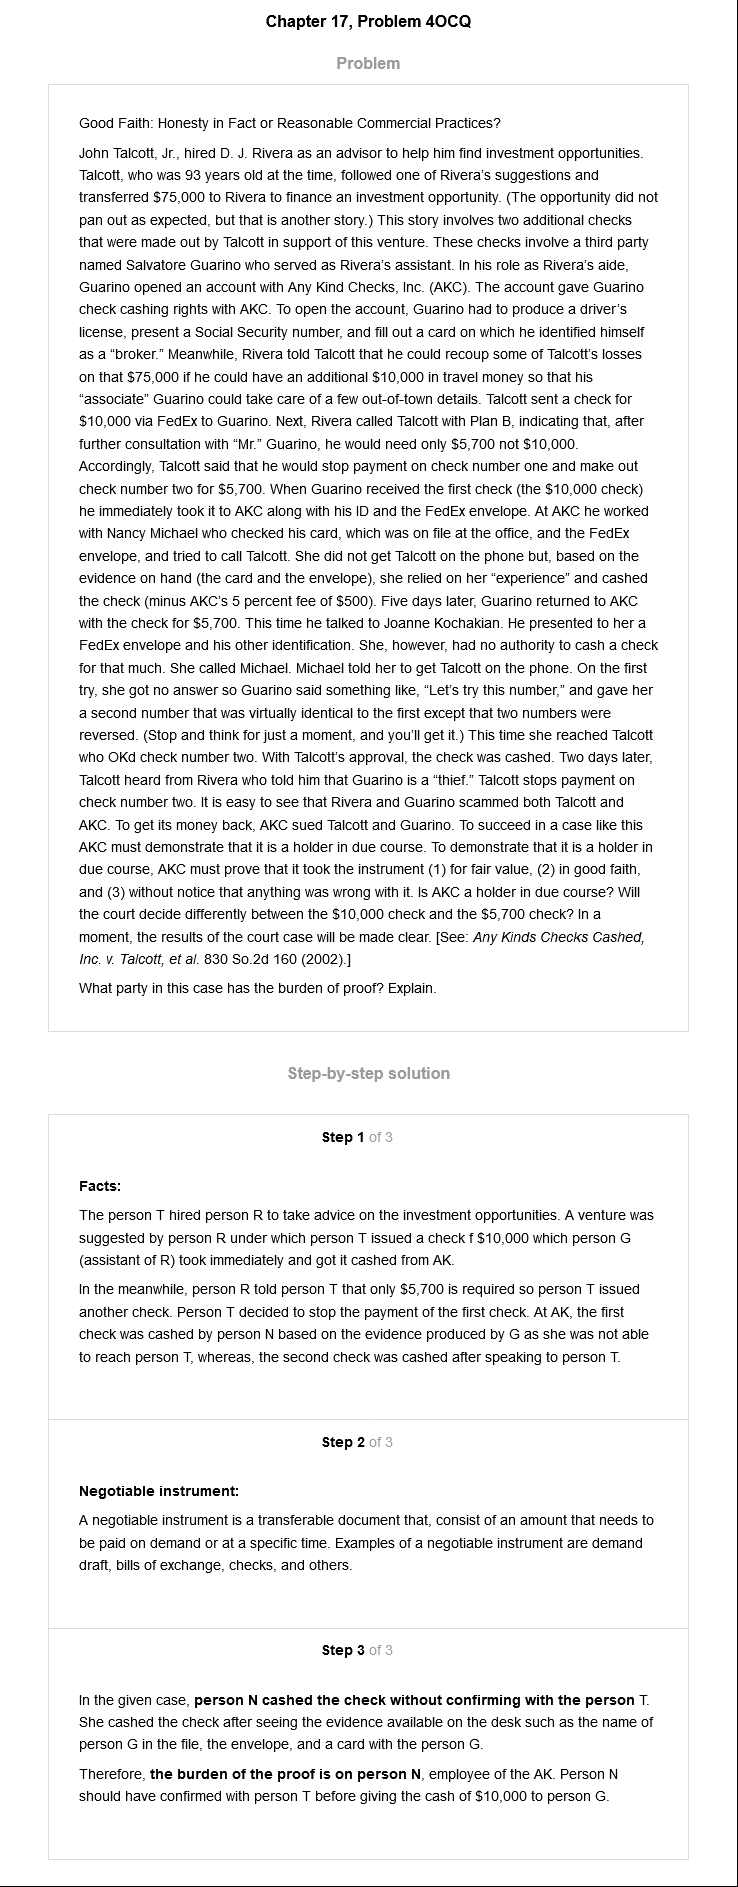 Chapter 17, Problem 4OCQ
Problem
Good Faith: Honesty in Fact or Reasonable Commercial Practices?
John Talcott, Jr., hired D. J. Rivera as an advisor to help him find investment opportunities.
Talcott, who was 93 years old at the time, followed one of Rivera's suggestions and
transferred $75,000 to Rivera to finance an investment opportunity. (The opportunity did not
pan out as expected, but that is another story.) This story involves two additional checks
that were made out by Talcott in support of this venture. These checks involve a third party
named Salvatore Guarino who served as Rivera's assistant. In his role as Rivera's aide,
Guarino opened an account with Any Kind Checks, Inc. (AKC). The account gave Guarino
check cashing rights with AKC. To open the account, Guarino had to produce a driver's
license, present a Social Security number, and fill out a card on which he identified himself
as a “broker.” Meanwhile, Rivera told Talcott that he could recoup some of Talcott's losses
on that $75,000 if he could have an additional $10,000 in travel money so that his
“associate” Guarino could take care of a few out-of-town details. Talcott sent a check for
$10,000 via FedEx to Guarino. Next, Rivera called Talcott with Plan B, indicating that, after
further consultation with “Mr.” Guarino, he would need only $5,700 not $10,000.
Accordingly, Talcott said that he would stop payment on check number one and make out
check number two for $5,700. When Guarino received the first check (the $10,000 check)
he immediately took it to AKC along with his ID and the FedEx envelope. At AKC he worked
with Nancy Michael who checked his card, which was on file at the office, and the FedEx
envelope, and tried to call Talcott. She did not get Talcott on the phone but, based on the
evidence on hand (the card and the envelope), she relied on her “experience” and cashed
the check (minus AKC's 5 percent fee of $500). Five days later, Guarino returned to AKC
with the check for $5,700. This time he talked to Joanne Kochakian. He presented to her a
FedEx envelope and his other identification. She, however, had no authority to cash a check
for that much. She called Michael. Michael told her to get Talcott on the phone. On the first
try, she got no answer so Guarino said something like, “Let's try this number,” and gave her
a second number that was virtually identical to the first except that two numbers were
reversed. (Stop and think for just a moment, and you'll get it.) This time she reached Talcott
who OKd check number two. With Talcott's approval, the check was cashed. Two days later,
Talcott heard from Rivera who told him that Guarino is a “thief.” Talcott stops payment on
check number two. It is easy to see that Rivera and Guarino scammed both Talcott and
AKC. To get its money back, AKC sued Talcott and Guarino. To succeed in a case like this
AKC must demonstrate that it is a holder in due course. To demonstrate that it is a holder in
due course, AKC must prove that it took the instrument (1) for fair value, (2) in good faith,
and (3) without notice that anything was wrong with it. Is AKC a holder in due course? Will
the court decide differently between the $10,000 check and the $5,700 check? In a
moment, the results of the court case will be made clear. [See: Any Kinds Checks Cashed,
Inc. v. Talcott, et al. 830 So.2d 160 (2002).]
What party in this case has the burden of proof? Explain.
Step-by-step solution
Step 1 of 3
Facts:
The person T hired person R to take advice on the investment opportunities. A venture was
suggested by person R under which person T issued a check f $10,000 which person G
(assistant of R) took immediately and got it cashed from AK.
In the meanwhile, person R told person T that only $5,700 is required so person T issued
another check. Person T decided to stop the payment of the first check. At AK, the first
check was cashed by person N based on the evidence produced by G as she was not able
to reach person T, whereas, the second check was cashed after speaking to person T.
Step 2 of 3
Negotiable instrument:
A negotiable instrument is a transferable document that, consist of an amount that needs to
be paid on demand or at a specific time. Examples of a negotiable instrument are demand
draft, bills of exchange, checks, and others.
Step 3 of 3
In the given case, person N cashed the check without confirming with the person T.
She cashed the check after seeing the evidence available on the desk such as the name of
person G in the file, the envelope, and a card with the person G.
Therefore, the burden of the proof is on person N, employee of the AK. Person N
should have confirmed with person T before giving the cash of $10,000 to person G.